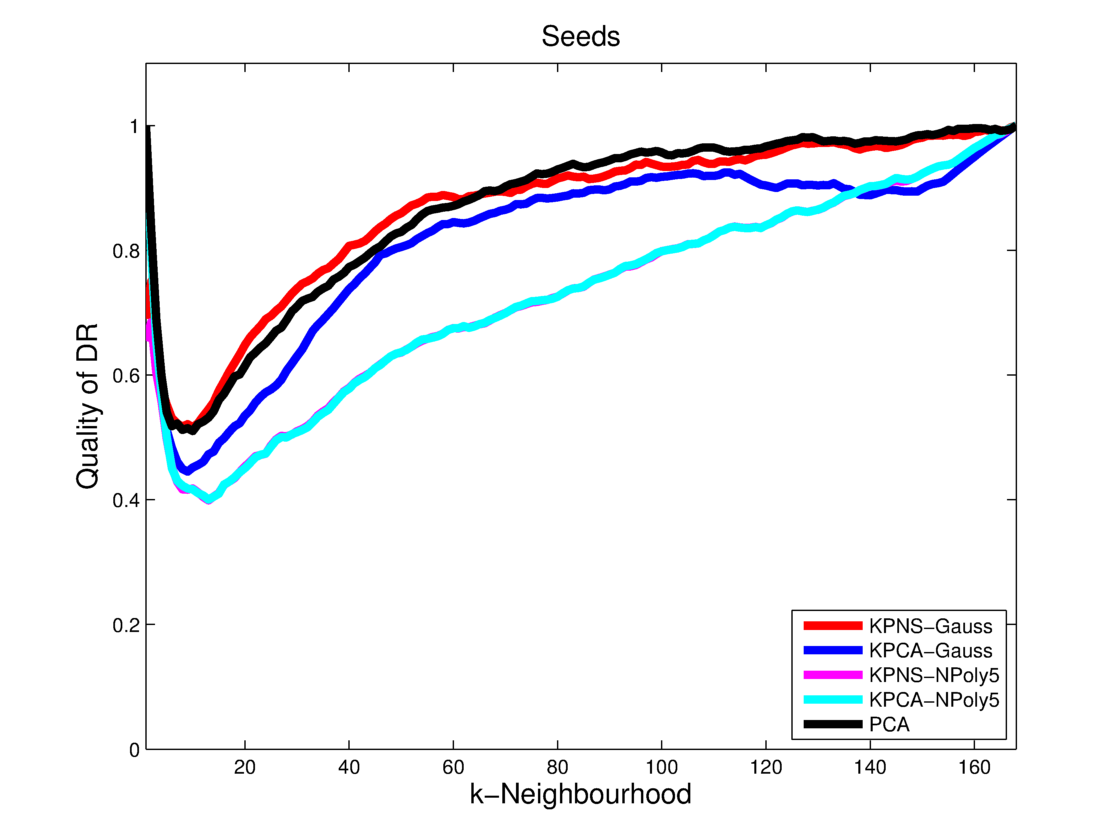 Seeds
Quality of DR
1
0.8
0.6
0.4
0.2
0
20 40 60 80 100 120 140 160
k−Neighbourhood
KPNS−Gauss
KPCA−Gauss
KPNS−NPoly5
KPCA−NPoly5
PCA